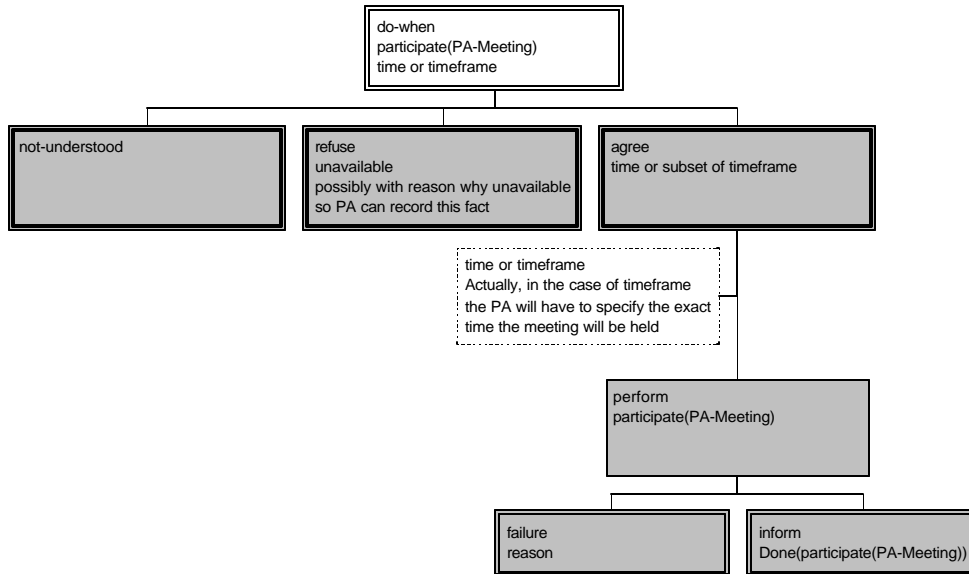 do-when
participate(PA-Meeting)
time or timeframe
not-understood
refuse
unavailable
possibly with reason why unavailable
so PA can record this fact
agree
time or subset of timeframe
time or timeframe
Actually, in the case of timeframe
the PA will have to specify the exact
time the meeting will be held
perform
participate(PA-Meeting)
failure
reason
inform
Done(participate(PA-Meeting))